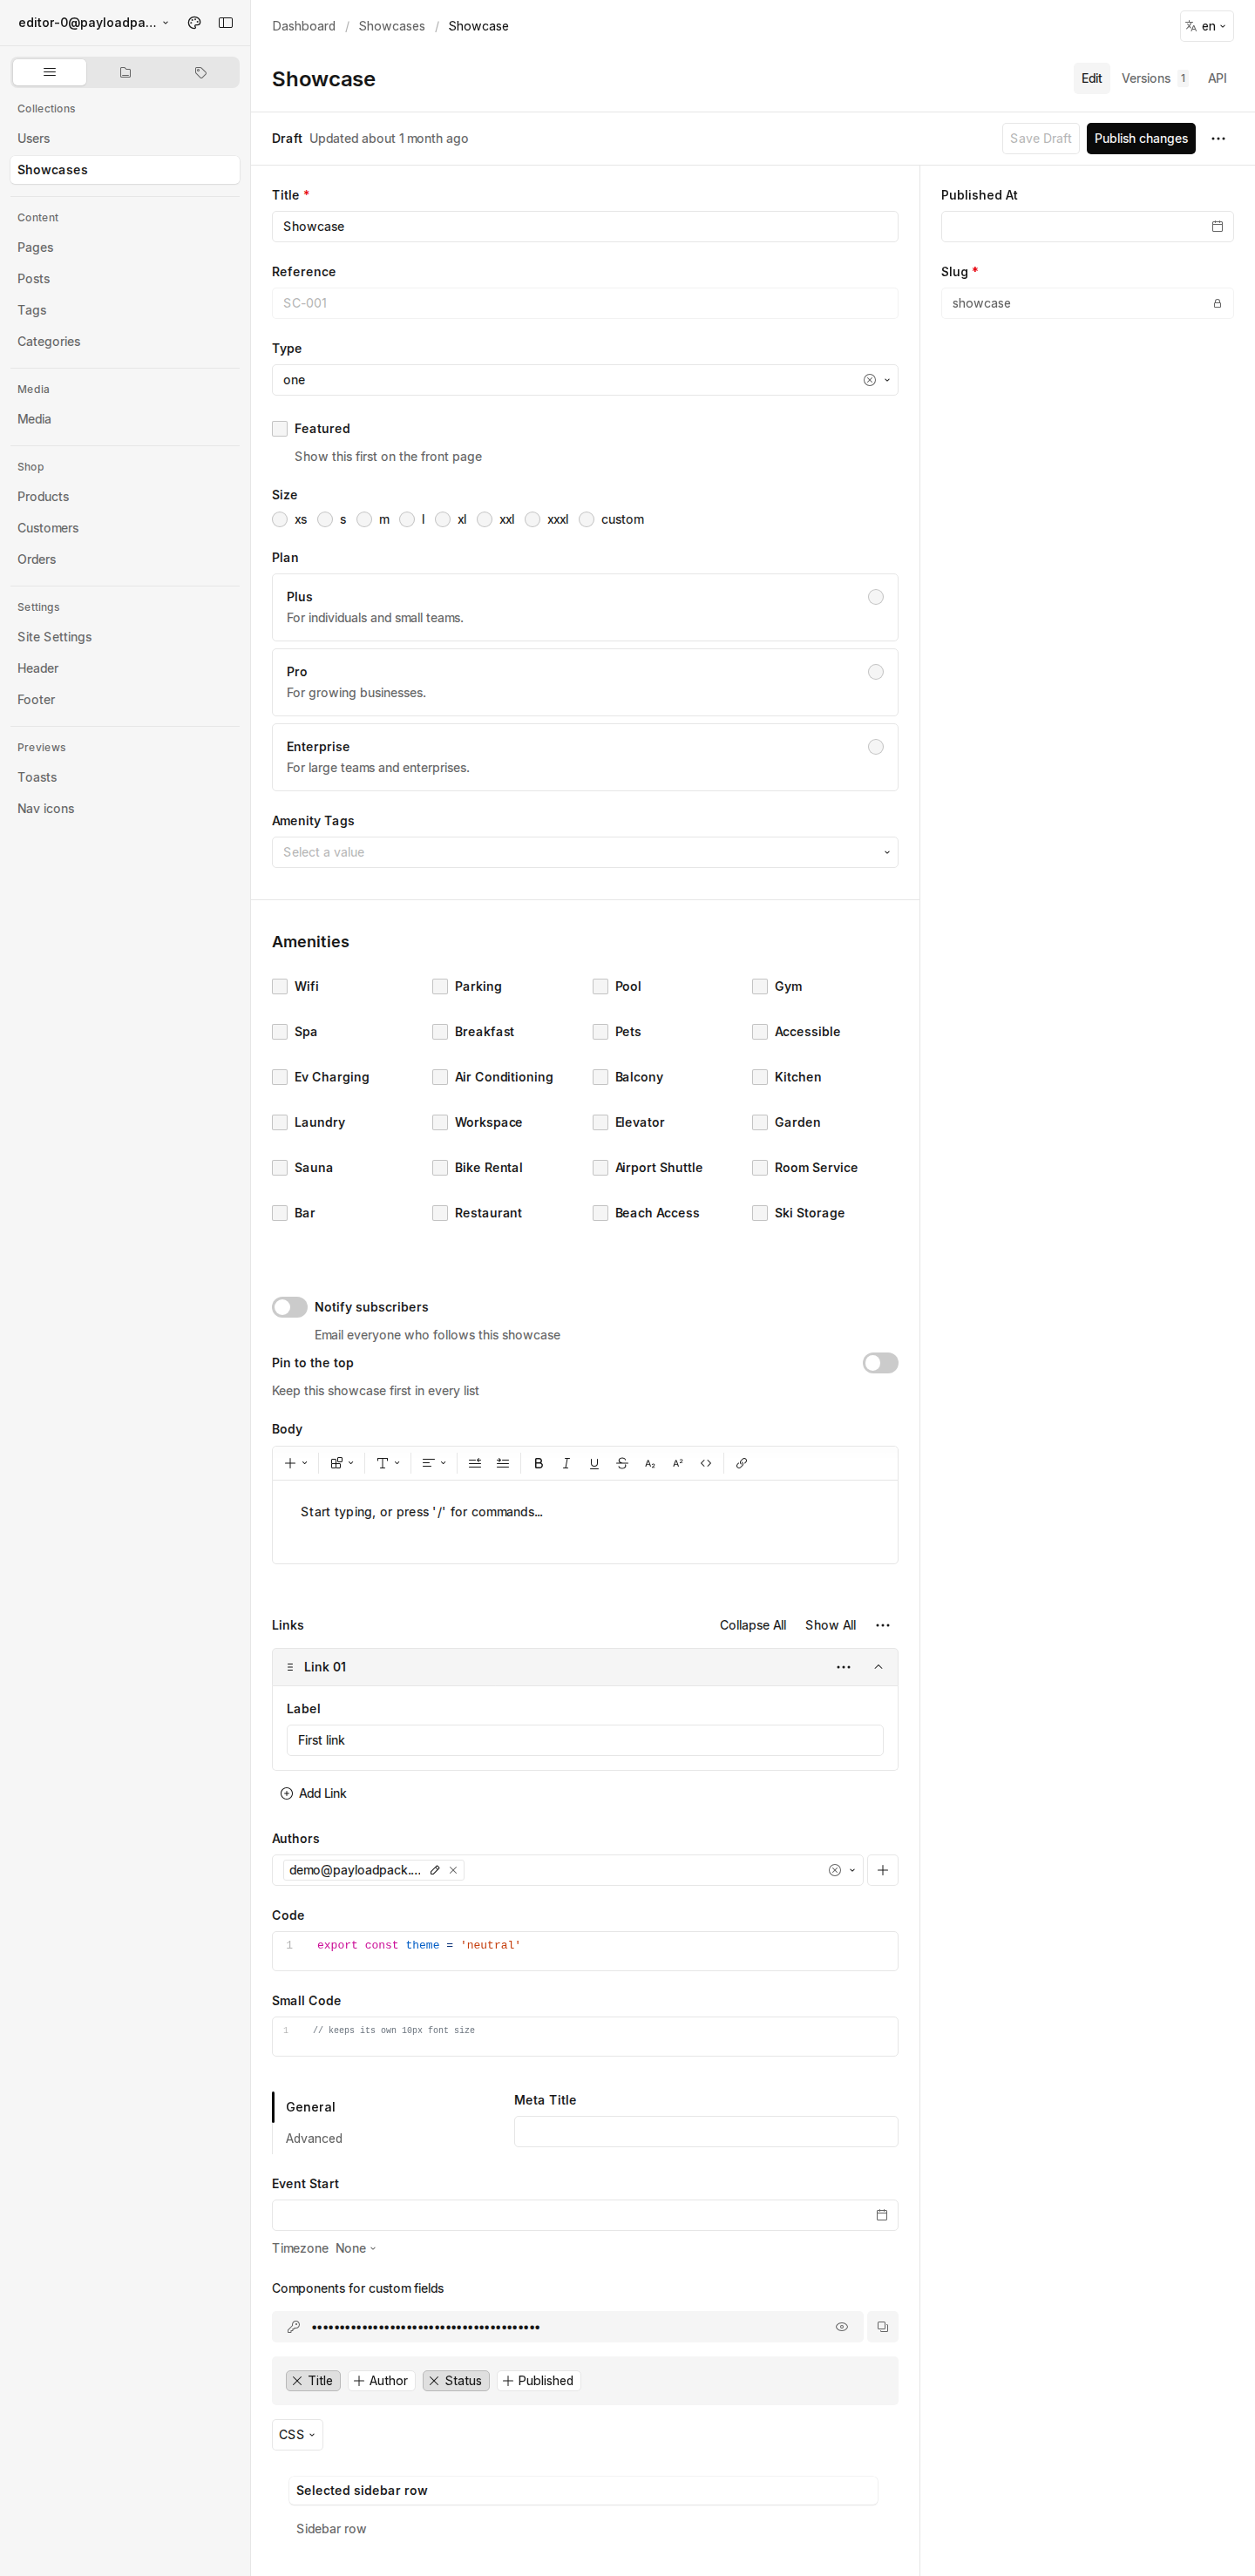 editor-0@payloadpa...
Collections
Users
Showcases
Content
Pages
Posts
Tags
Categories
Media
Media
Shop
Products
Customers
Orders
Settings
Site Settings
Header
Footer
Previews
Toasts
Nav icons
Dashboard / Showcases / Showcase
en
Showcase
Edit Versions 1 API
Draft Updated about 1 month ago
Save Draft Publish changes
Title *
Showcase
Reference
SC-001
Type
one
Featured
Show this first on the front page
Size
xs s m l xl xxl xxxl custom
Plan
Plus
For individuals and small teams.
Pro
For growing businesses.
Enterprise
For large teams and enterprises.
Amenity Tags
Select a value
Amenities
Wifi Parking Pool Gym
Spa Breakfast Pets Accessible
Ev Charging Air Conditioning Balcony Kitchen
Laundry Workspace Elevator Garden
Sauna Bike Rental Airport Shuttle Room Service
Bar Restaurant Beach Access Ski Storage
Notify subscribers
Email everyone who follows this showcase
Pin to the top
Keep this showcase first in every list
Body
Start typing, or press '/' for commands...
Links
Collapse All Show All
Link 01
Label
First link
Add Link
Authors
demo@payloadpack....
Code
1 export const theme = 'neutral'
Small Code
1 // keeps its own 10px font size
General
Advanced
Meta Title
Event Start
Timezone None
Components for custom fields
Title Author Status Published
CSS
Selected sidebar row
Sidebar row
Published At
Slug *
showcase